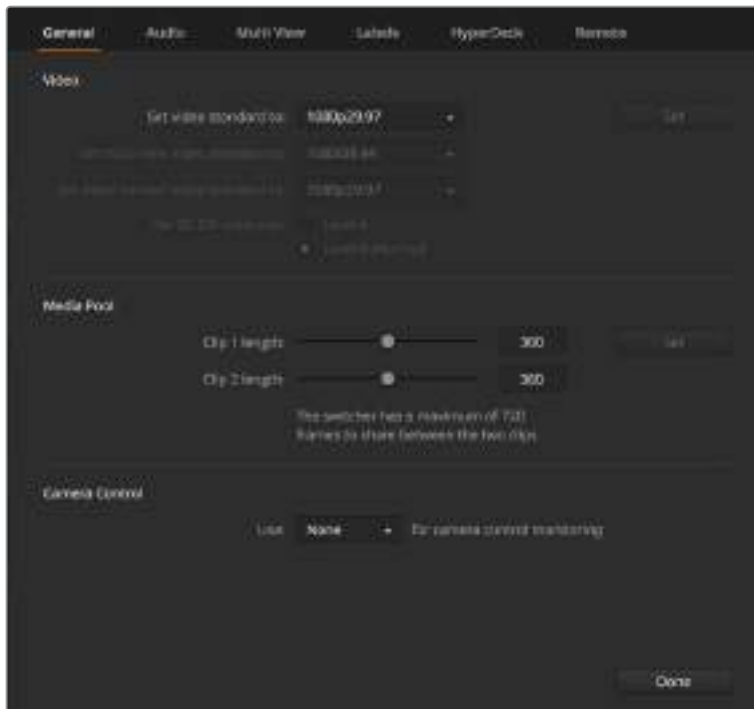 General Audio Multi View Labels HyperDeck Remote
Video
Set video standard to: 1080p29.97 Set
1080p29.97
Media Pool
Clip 1 length: 360 Set
Clip 2 length: 360
The switcher has a maximum of 720
frames to share between the two clips
Camera Control
Use None for camera control monitoring
Done